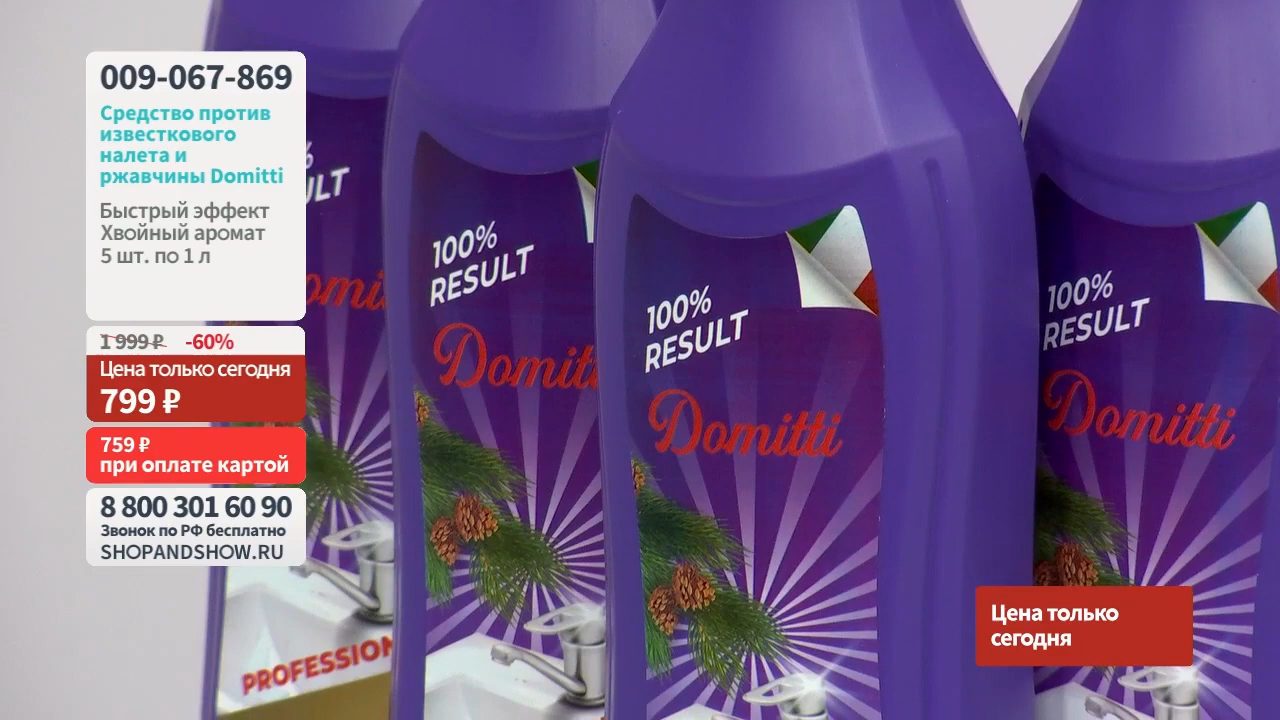 009-067-869
Средство против
известкового
налета и
ржавчины Domitti
Быстрый эффект
Хвойный аромат
5 шт. по 1 л
1 999 ₽ -60%
Цена только сегодня
799 ₽
759 ₽
при оплате картой
8 800 301 60 90
Звонок по РФ бесплатно
SHOPANDSHOW.RU
PROFESSION
100%
RESULT
Domitti
100%
RESULT
Domitti
100%
RESULT
Domitti
Цена только
сегодня